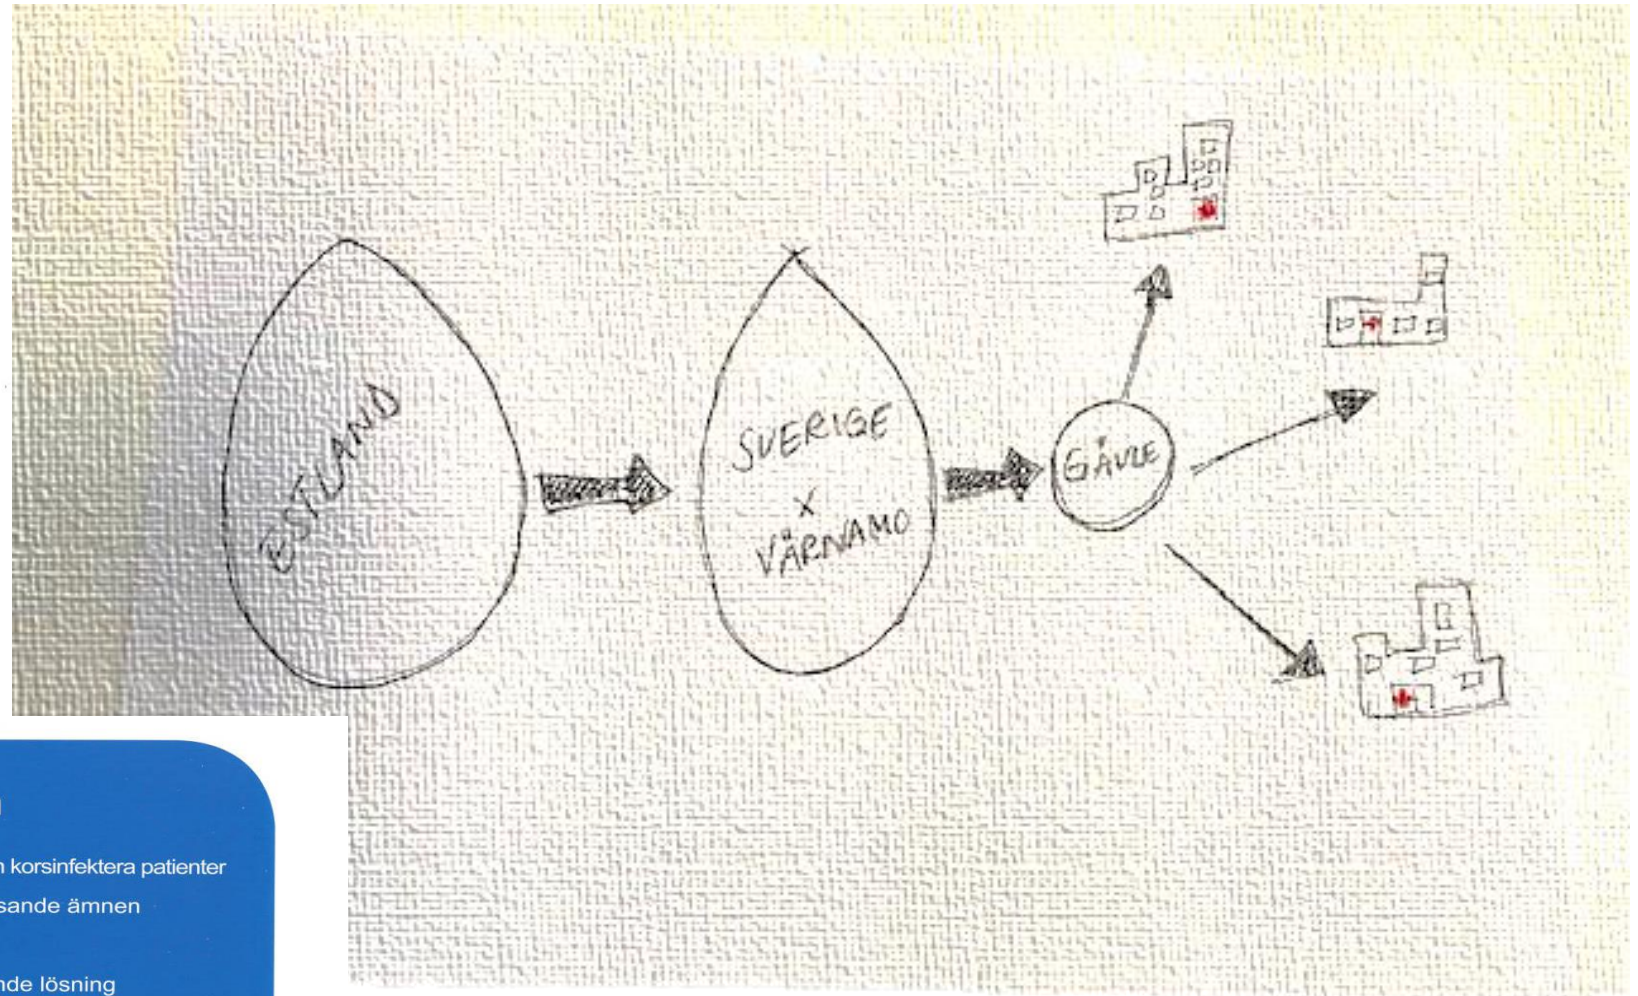 ESTLAND
SVERIGE
X
VÄRNAMO
GÄVLE
korsinfektera patienter
sande ämnen
nde lösning